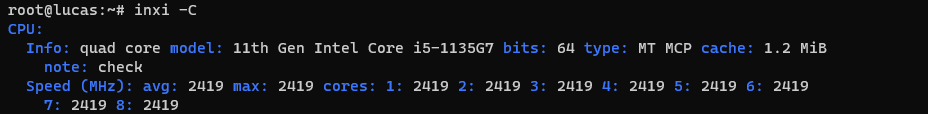 root@lucas:~# inxi -C
CPU:
Info: quad core model: 11th Gen Intel Core i5-1135G7 bits: 64 type: MT MCP cache: 1.2 MiB
note: check
Speed (MHz): avg: 2419 max: 2419 cores: 1: 2419 2: 2419 3: 2419 4: 2419 5: 2419 6: 2419
7: 2419 8: 2419